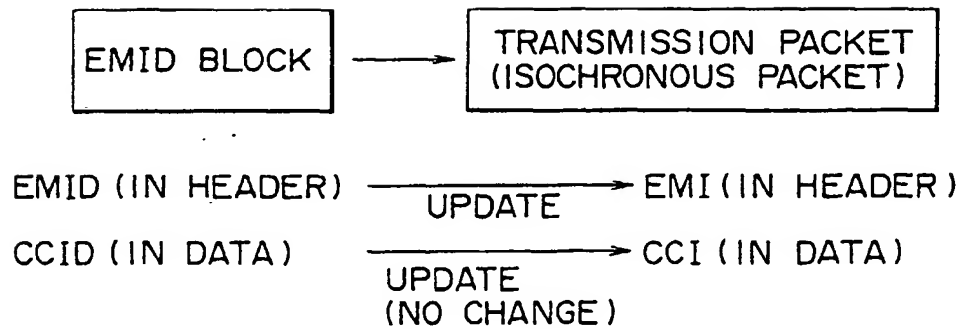 EMID BLOCK
TRANSMISSION PACKET
(ISOCHRONOUS PACKET)
EMID (IN HEADER)
UPDATE
EMI (IN HEADER)
CCID (IN DATA)
UPDATE
(NO CHANGE)
CCI (IN DATA)